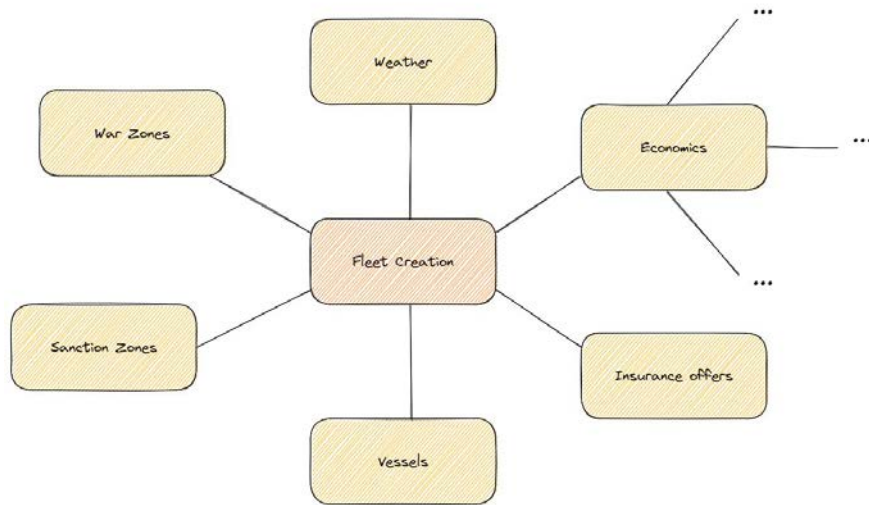 ...
Weather
War Zones
Economics
...
Fleet Creation
...
Sanction Zones
Insurance offers
Vessels